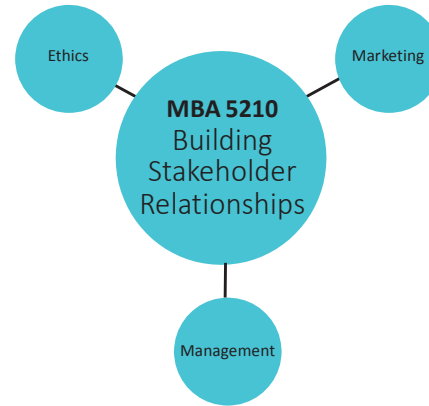 Ethics
Marketing
MBA 5210
Building
Stakeholder
Relationships
Management